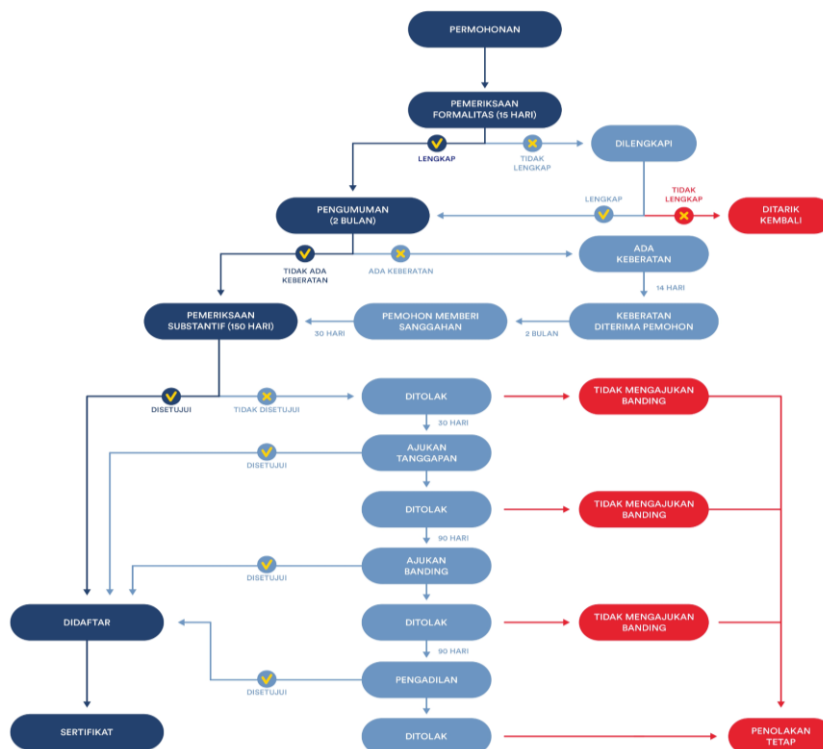 PERMOHONAN
PEMERIKSAAN
FORMALITAS (15 HARI)
LENGKAP
TIDAK
LENGKAP
DILENGKAPI
PENGUMUMAN
(2 BULAN)
LENGKAP
TIDAK
LENGKAP
DITARIK
KEMBALI
TIDAK ADA
KEBERATAN
ADA KEBERATAN
ADA
KEBERATAN
14 HARI
PEMERIKSAAN
SUBSTANTIF (150 HARI)
30 HARI
PEMOHON MEMBERI
SANGGAHAN
2 BULAN
KEBERATAN
DITERIMA PEMOHON
DISETUJUI
TIDAK DISETUJUI
DITOLAK
TIDAK MENGAJUKAN
BANDING
30 HARI
DISETUJUI
AJUKAN
TANGGAPAN
DITOLAK
TIDAK MENGAJUKAN
BANDING
90 HARI
DISETUJUI
AJUKAN
BANDING
DIDAFTAR
DITOLAK
TIDAK MENGAJUKAN
BANDING
90 HARI
DISETUJUI
PENGADILAN
SERTIFIKAT
DITOLAK
PENOLAKAN
TETAP